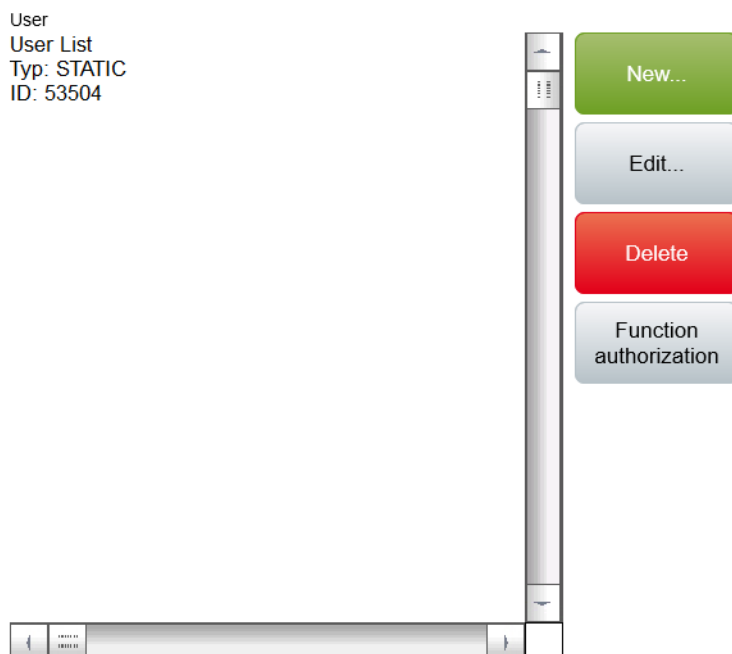 User
User List
Typ: STATIC
ID: 53504
New...
Edit...
Delete
Function
authorization